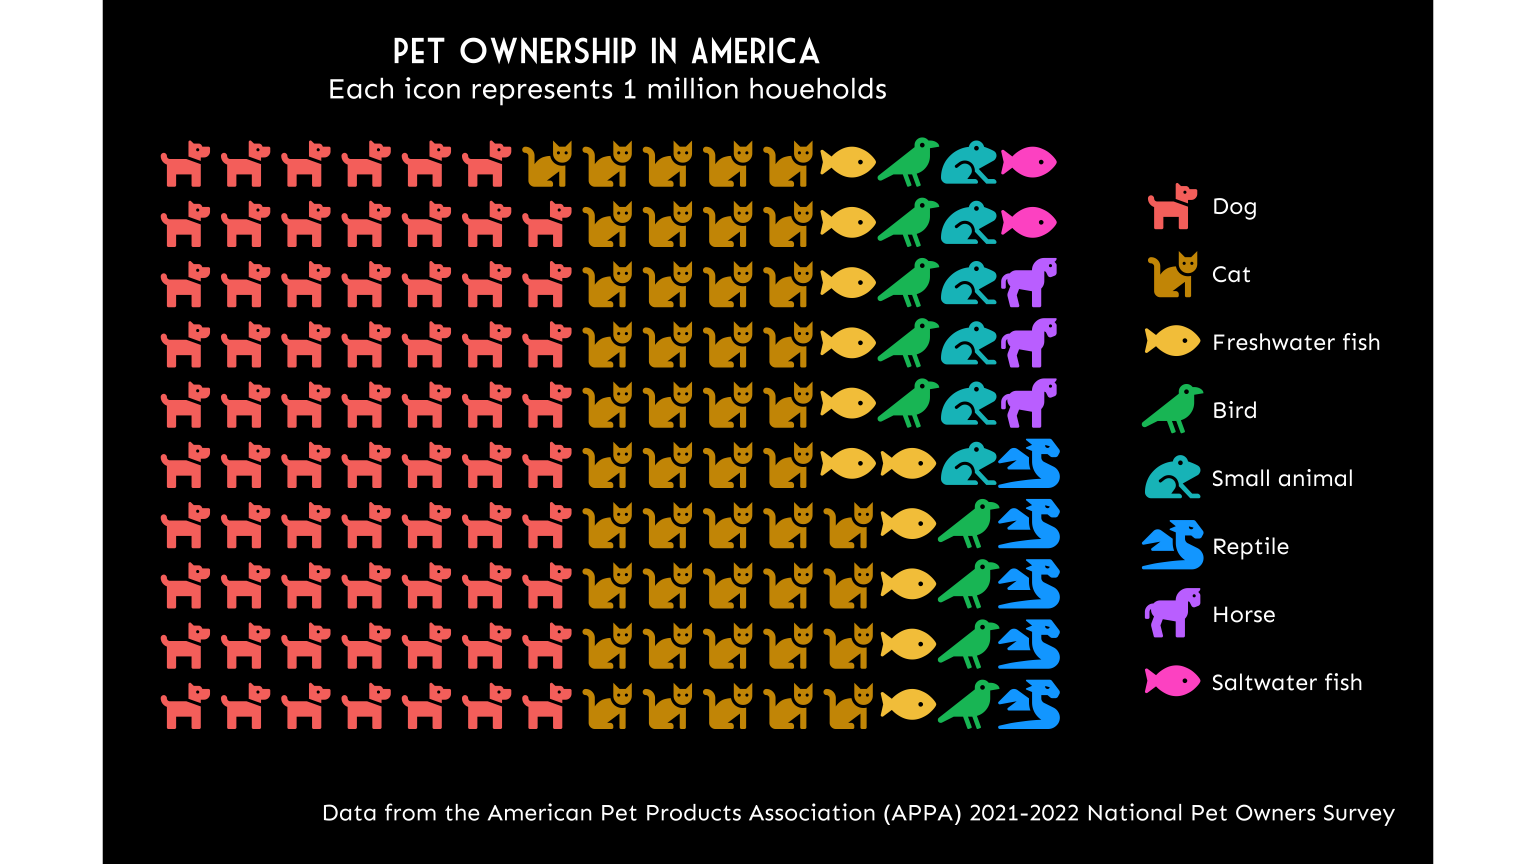 PET OWNERSHIP IN AMERICA
Each icon represents 1 million houeholds
Dog
Cat
Freshwater fish
Bird
Small animal
Reptile
Horse
Saltwater fish
Data from the American Pet Products Association (APPA) 2021-2022 National Pet Owners Survey